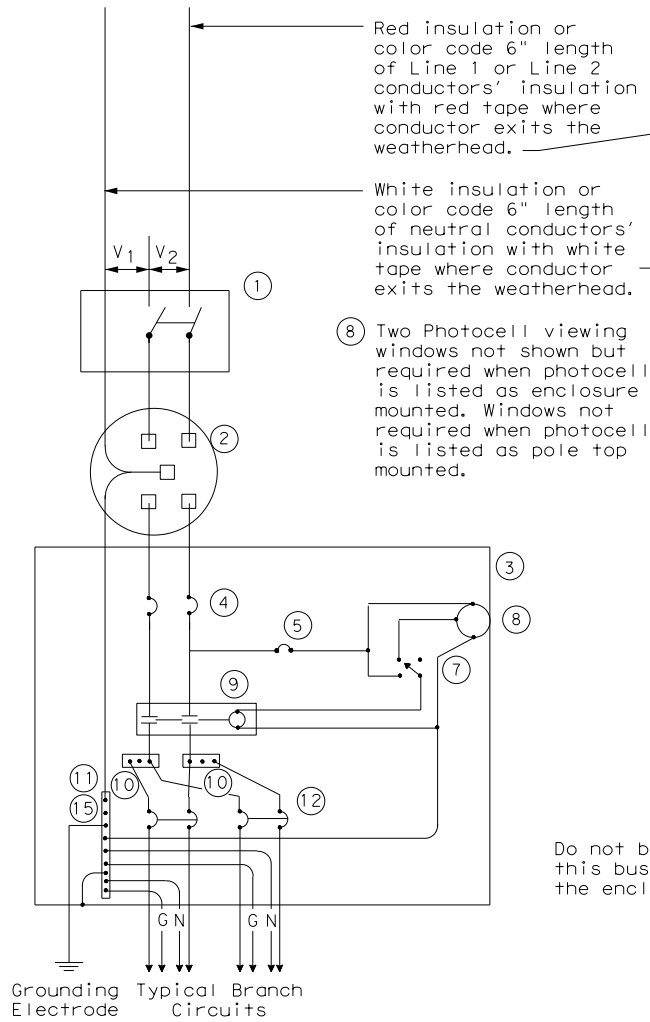 Red insulation or
color code 6" length
of Line 1 or Line 2
conductors' insulation
with red tape where
conductor exits the
weatherhead.
White insulation or
color code 6" length
of neutral conductors'
insulation with white
tape where conductor
exits the weatherhead.
V1 V2
1
8 Two Photocell viewing
windows not shown but
required when photocell
is listed as enclosure
mounted. Windows not
required when photocell
is listed as pole top
mounted.
2
3
4
5
8
7
9
11
10
10
15
12
Do not b
this bus
the encl
G N
G N
Grounding
Electrode
Typical Branch
Circuits